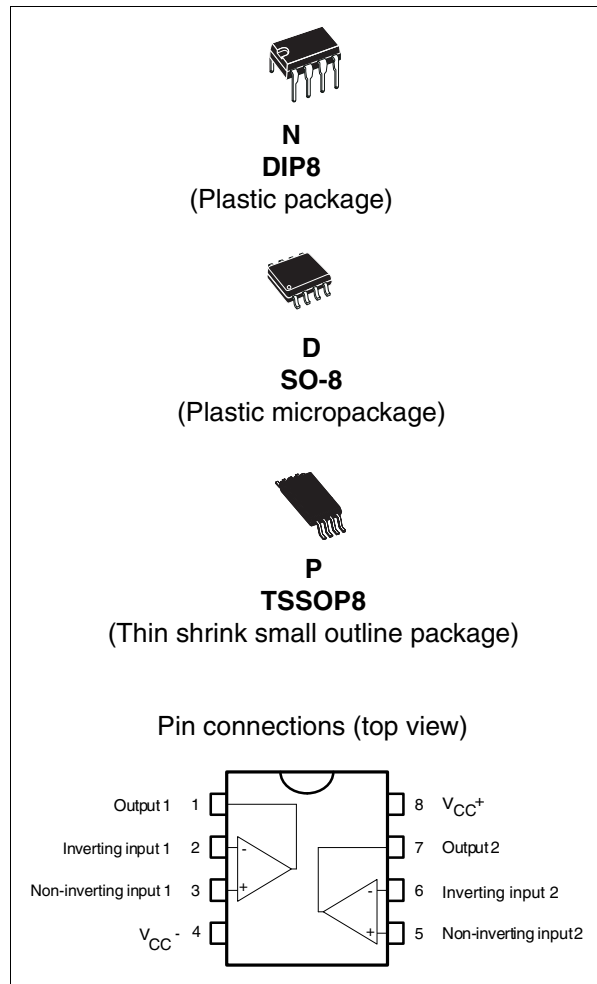 N
DIP8
(Plastic package)
D
SO-8
(Plastic micropackage)
P
TSSOP8
(Thin shrink small outline package)
Pin connections (top view)
Output 1 1 8 VCC+
Inverting input 1 2 - 7 Output 2
Non-inverting input 1 3 + - 6 Inverting input 2
VCC- 4 + 5 Non-inverting input 2